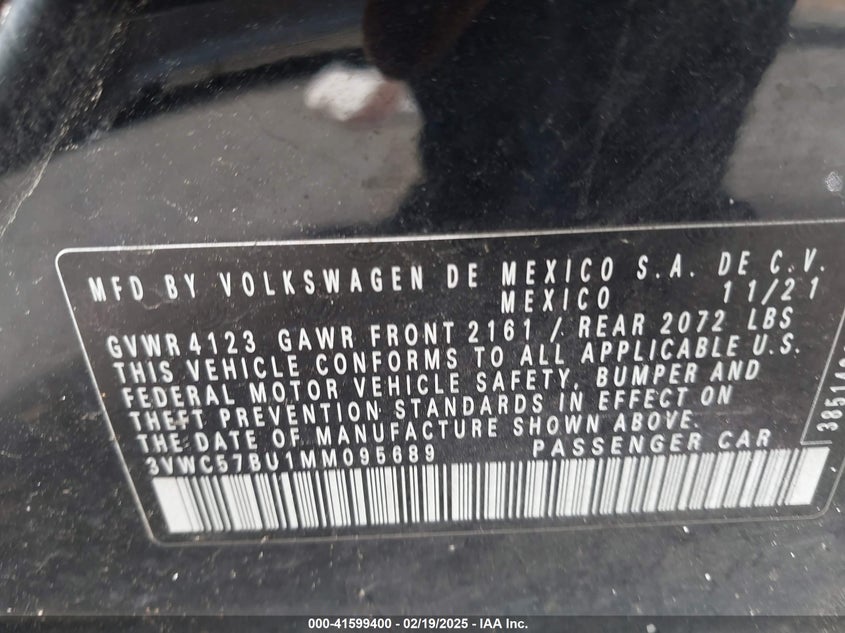 MFD BY VOLKSWAGEN DE MEXICO S.A. DE C.V.
MEXICO 11/21
GVWR 4123 GAWR FRONT 2161 / REAR 2072 LBS
THIS VEHICLE CONFORMS TO ALL APPLICABLE U.S.
FEDERAL MOTOR VEHICLE SAFETY, BUMPER AND
THEFT PREVENTION STANDARDS IN EFFECT ON
THE DATE OF MANUFACTURE SHOWN ABOVE.
3VWC57BU1MM095689 PASSENGER CAR
000-41599400 - 02/19/2025 - IAA Inc.